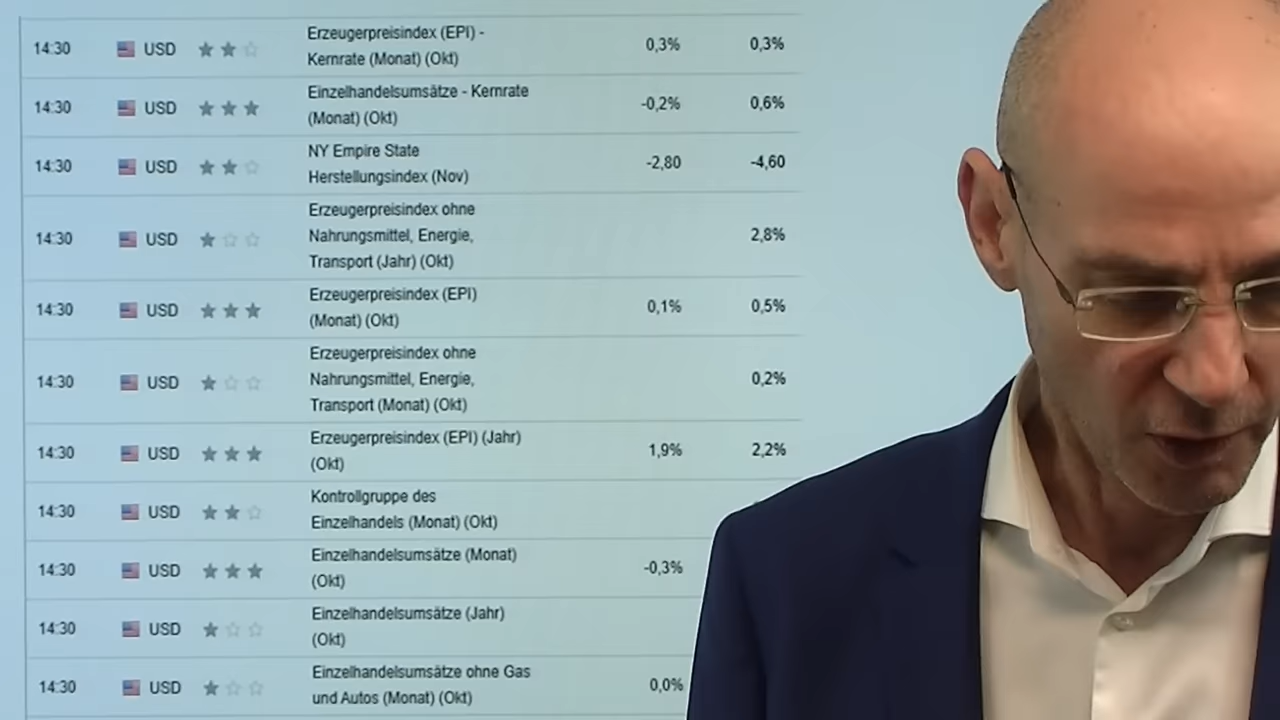 14:30 USD Erzeugerpreisindex (EPI) - 0,3% 0,3%
Kernrate (Monat) (Okt)
14:30 USD Einzelhandelsumsätze - Kernrate -0,2% 0,6%
(Monat) (Okt)
14:30 USD NY Empire State -2,80 -4,60
Herstellungsindex (Nov)
Erzeugerpreisindex ohne
14:30 USD Nahrungsmittel, Energie, 2,8%
Transport (Jahr) (Okt)
14:30 USD Erzeugerpreisindex (EPI) 0,1% 0,5%
(Monat) (Okt)
Erzeugerpreisindex ohne
14:30 USD Nahrungsmittel, Energie, 0,2%
Transport (Monat) (Okt)
14:30 USD Erzeugerpreisindex (EPI) (Jahr) 1,9% 2,2%
(Okt)
14:30 USD Kontrollgruppe des
Einzelhandels (Monat) (Okt)
14:30 USD Einzelhandelsumsätze (Monat) -0,3%
(Okt)
14:30 USD Einzelhandelsumsätze (Jahr)
(Okt)
14:30 USD Einzelhandelsumsätze ohne Gas 0,0%
und Autos (Monat) (Okt)